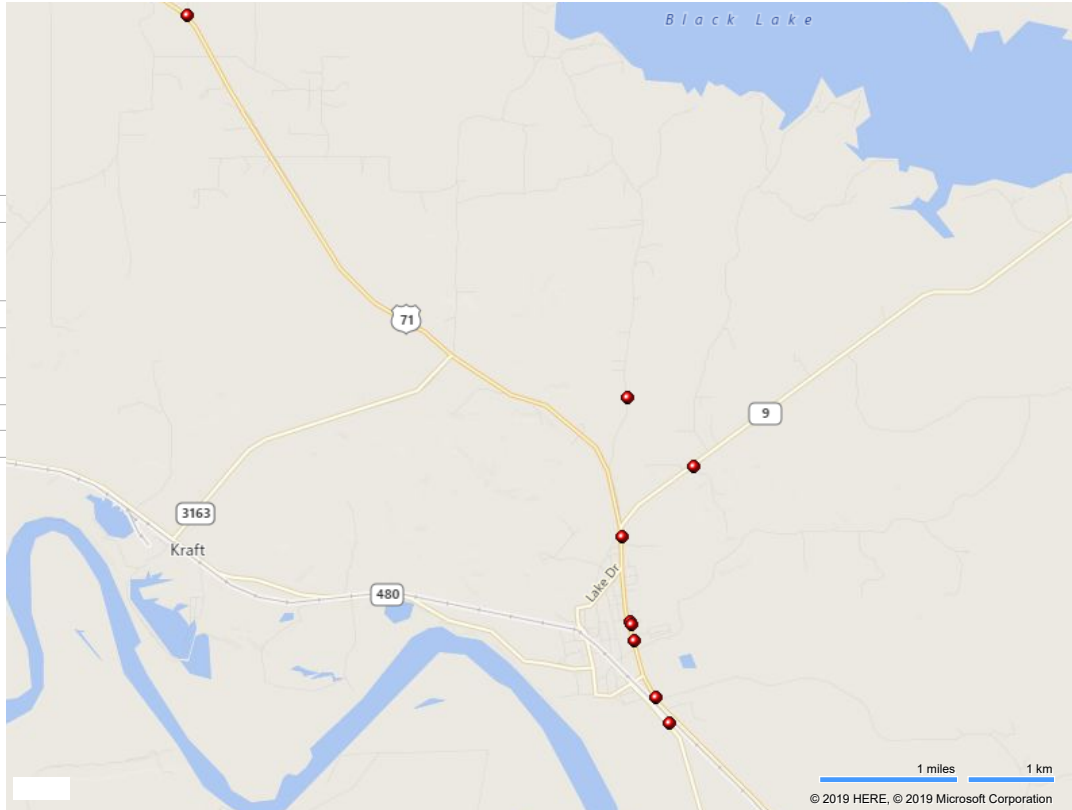 Black Lake
71
9
3163
Kraft
480
Lake Dr
1 miles
1 km
© 2019 HERE, © 2019 Microsoft Corporation